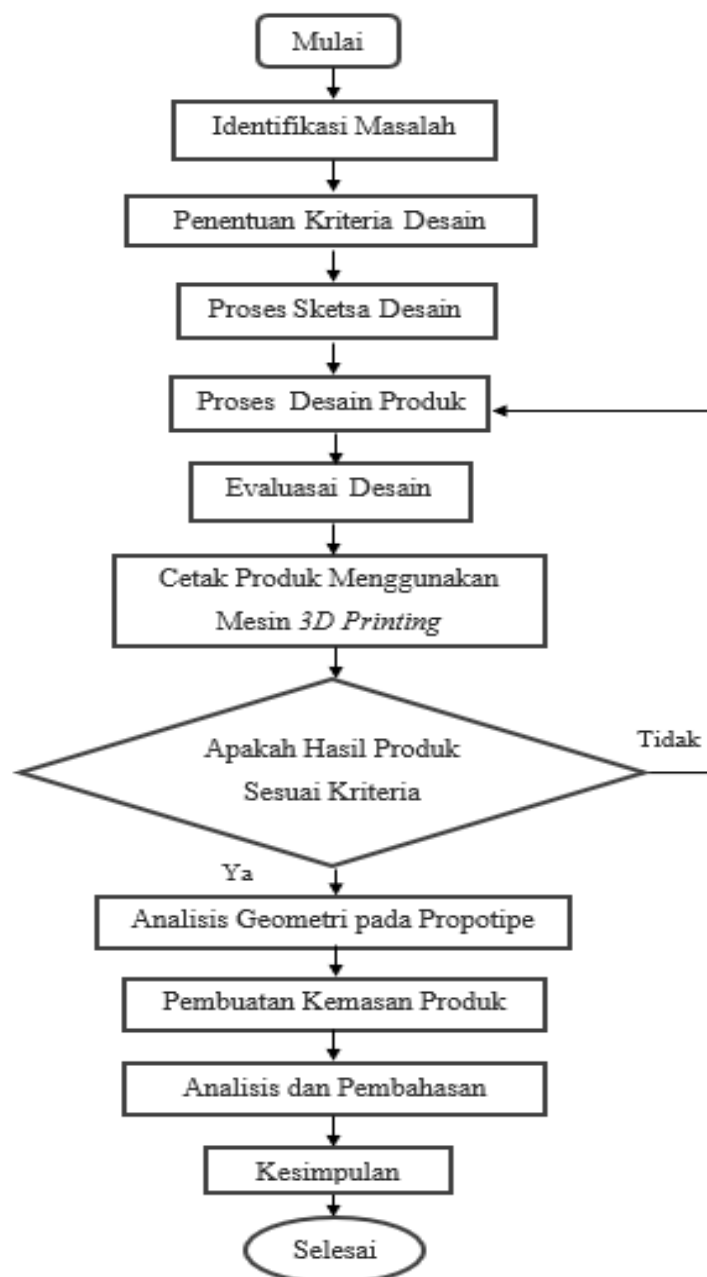 Mulai
Identifikasi Masalah
Penentuan Kriteria Desain
Proses Sketsa Desain
Proses Desain Produk
Evaluasai Desain
Cetak Produk Menggunakan
Mesin 3D Printing
Apakah Hasil Produk
Sesuai Kriteria
Tidak
Ya
Analisis Geometri pada Propotipe
Pembuatan Kemasan Produk
Analisis dan Pembahasan
Kesimpulan
Selesai